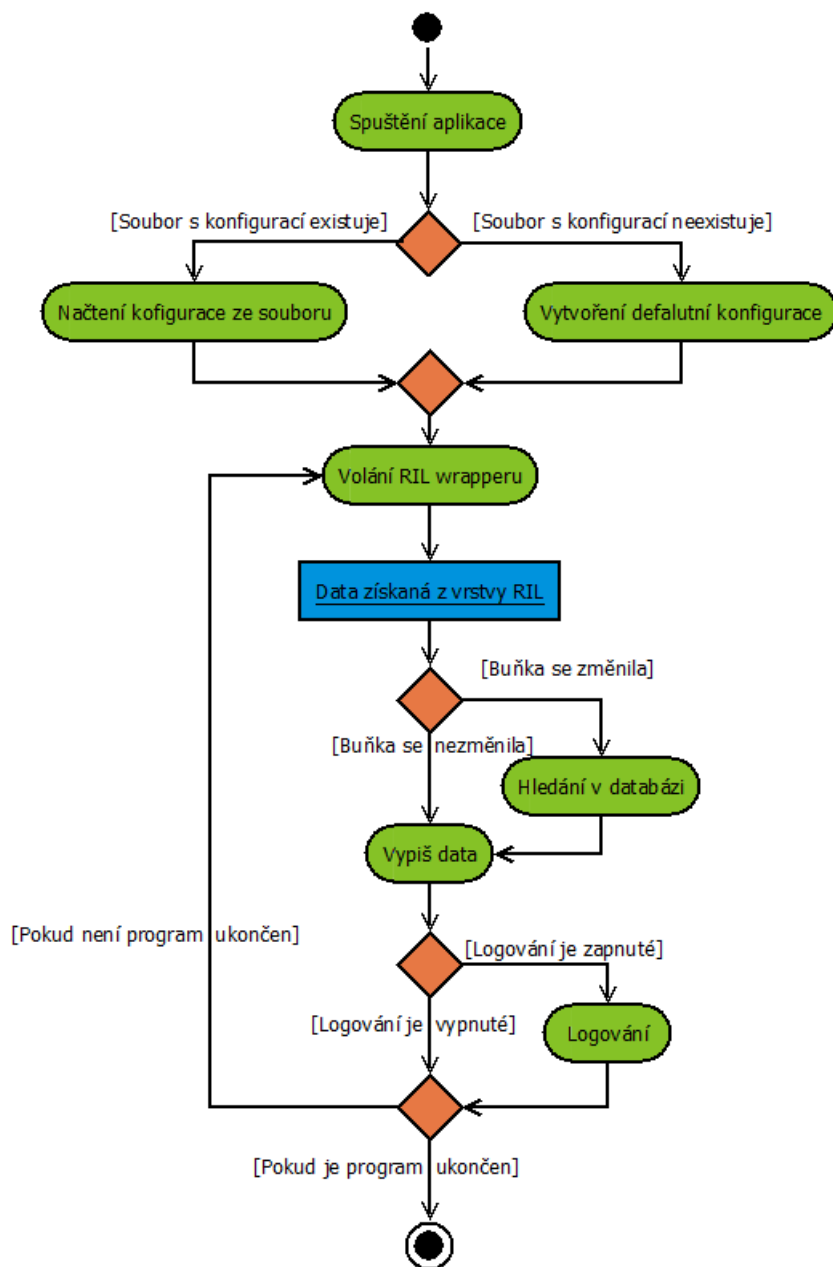 Spuštění aplikace
[Soubor s konfigurací existuje]
[Soubor s konfigurací neexistuje]
Načtení kofigurace ze souboru
Vytvoření defalutní konfigurace
Volání RIL wrapperu
Data získaná z vrstvy RIL
[Buňka se změnila]
[Buňka se nezměnila]
Hledání v databázi
Vypiš data
[Pokud není program ukončen]
[Logování je zapnuté]
[Logování je vypnuté]
Logování
[Pokud je program ukončen]